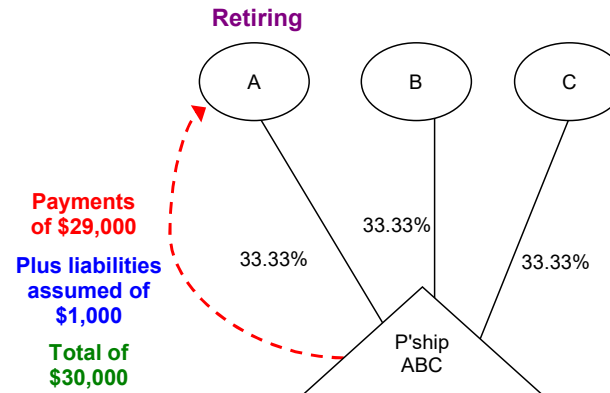 Retiring
A
B
C
Payments
of $29,000
Plus liabilities
assumed of
$1,000
Total of
$30,000
33.33%
33.33%
33.33%
P'ship
ABC